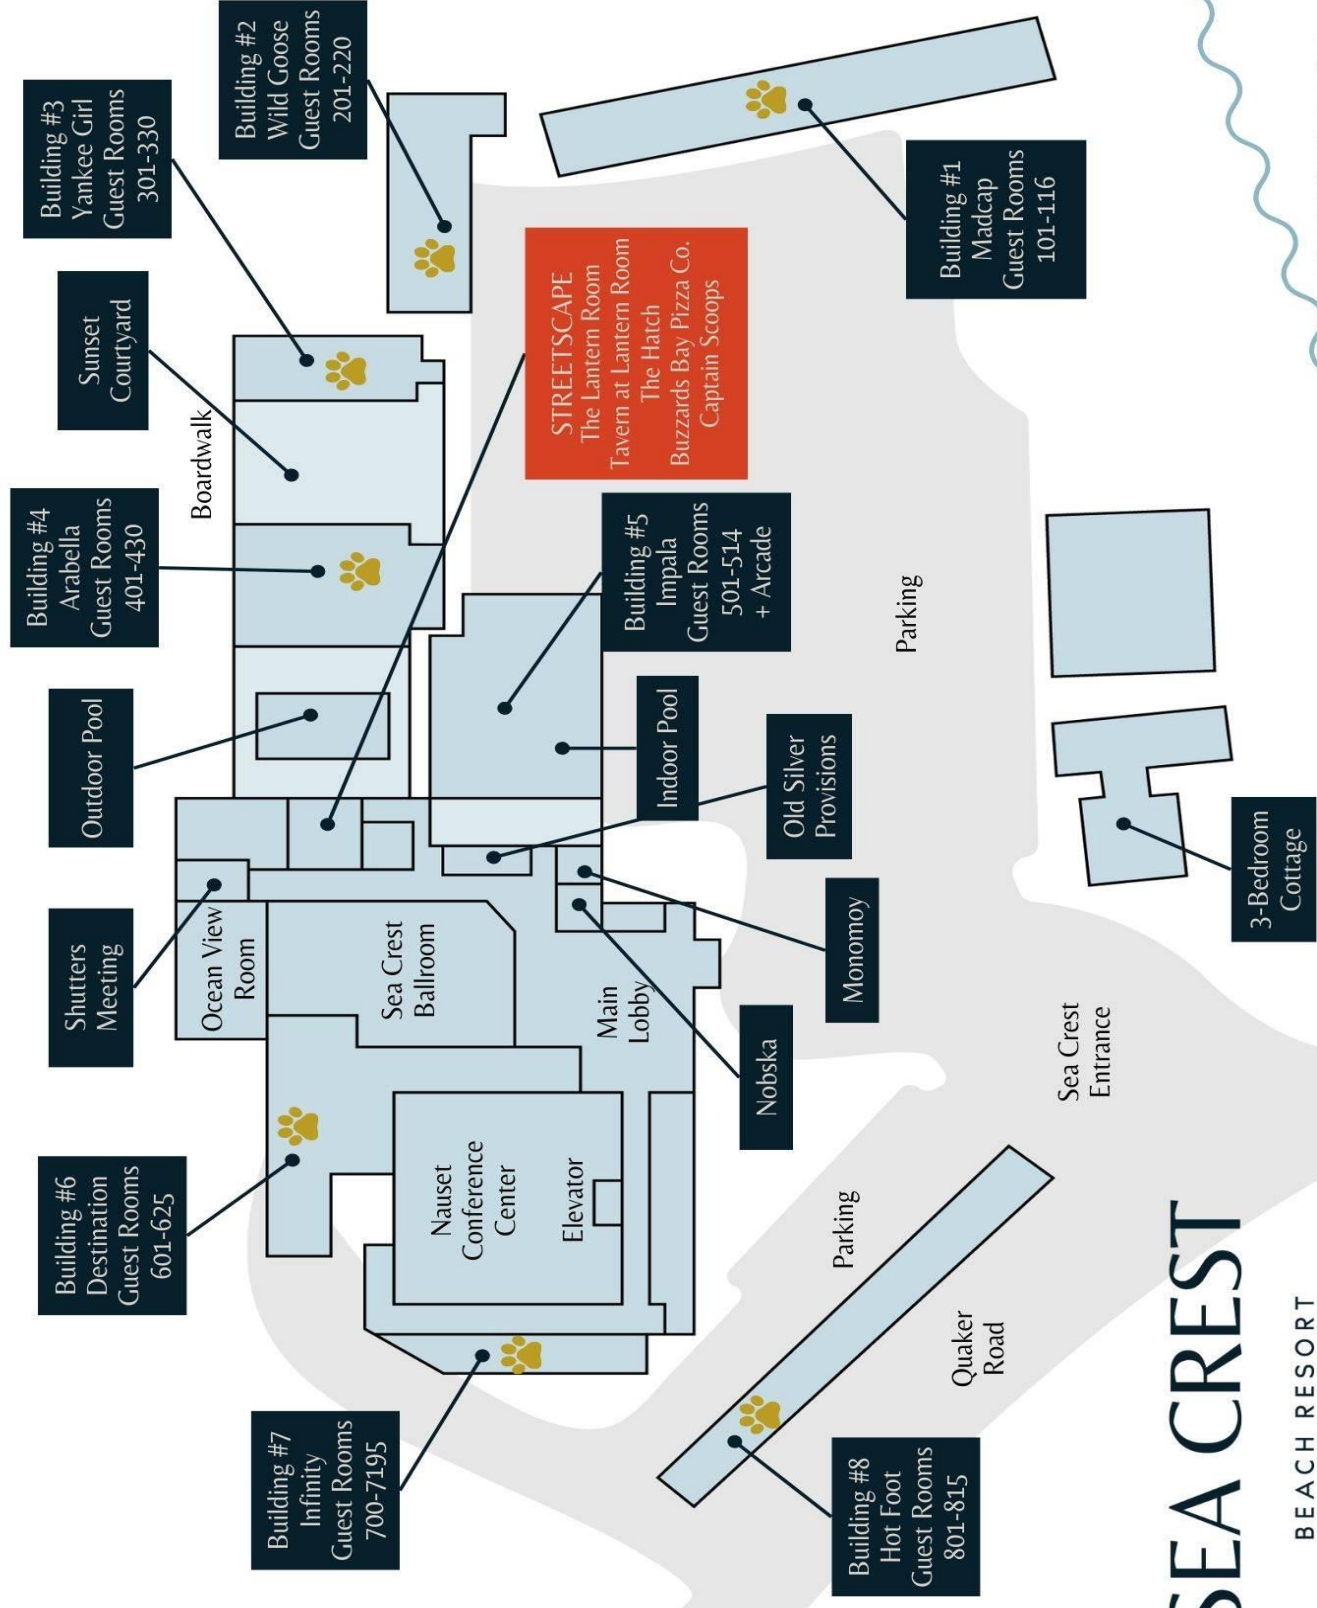 Building #7
Infinity
Guest Rooms
700-7195
Building #6
Destination
Guest Rooms
601-625
Shutters
Meeting
Outdoor Pool
Building #4
Arabella
Guest Rooms
401-430
Sunset
Courtyard
Building #3
Yankee Girl
Guest Rooms
301-330
Building #2
Wild Goose
Guest Rooms
201-220
Boardwalk
Ocean View
Room
Sea Crest
Ballroom
Nauset
Conference
Center
Elevator
Main
Lobby
STREETSCAPE
The Lantern Room
Tavern at Lantern Room
The Hatch
Buzzards Bay Pizza Co.
Captain Scoops
Building #5
Impala
Guest Rooms
501-514
+ Arcade
Indoor Pool
Old Silver
Provisions
Monomoy
Nobska
Building #8
Hot Foot
Guest Rooms
801-815
Parking
Parking
Quaker
Road
Sea Crest
Entrance
Building #1
Madcap
Guest Rooms
101-116
3-Bedroom
Cottage
SEA CREST
BEACH RESORT